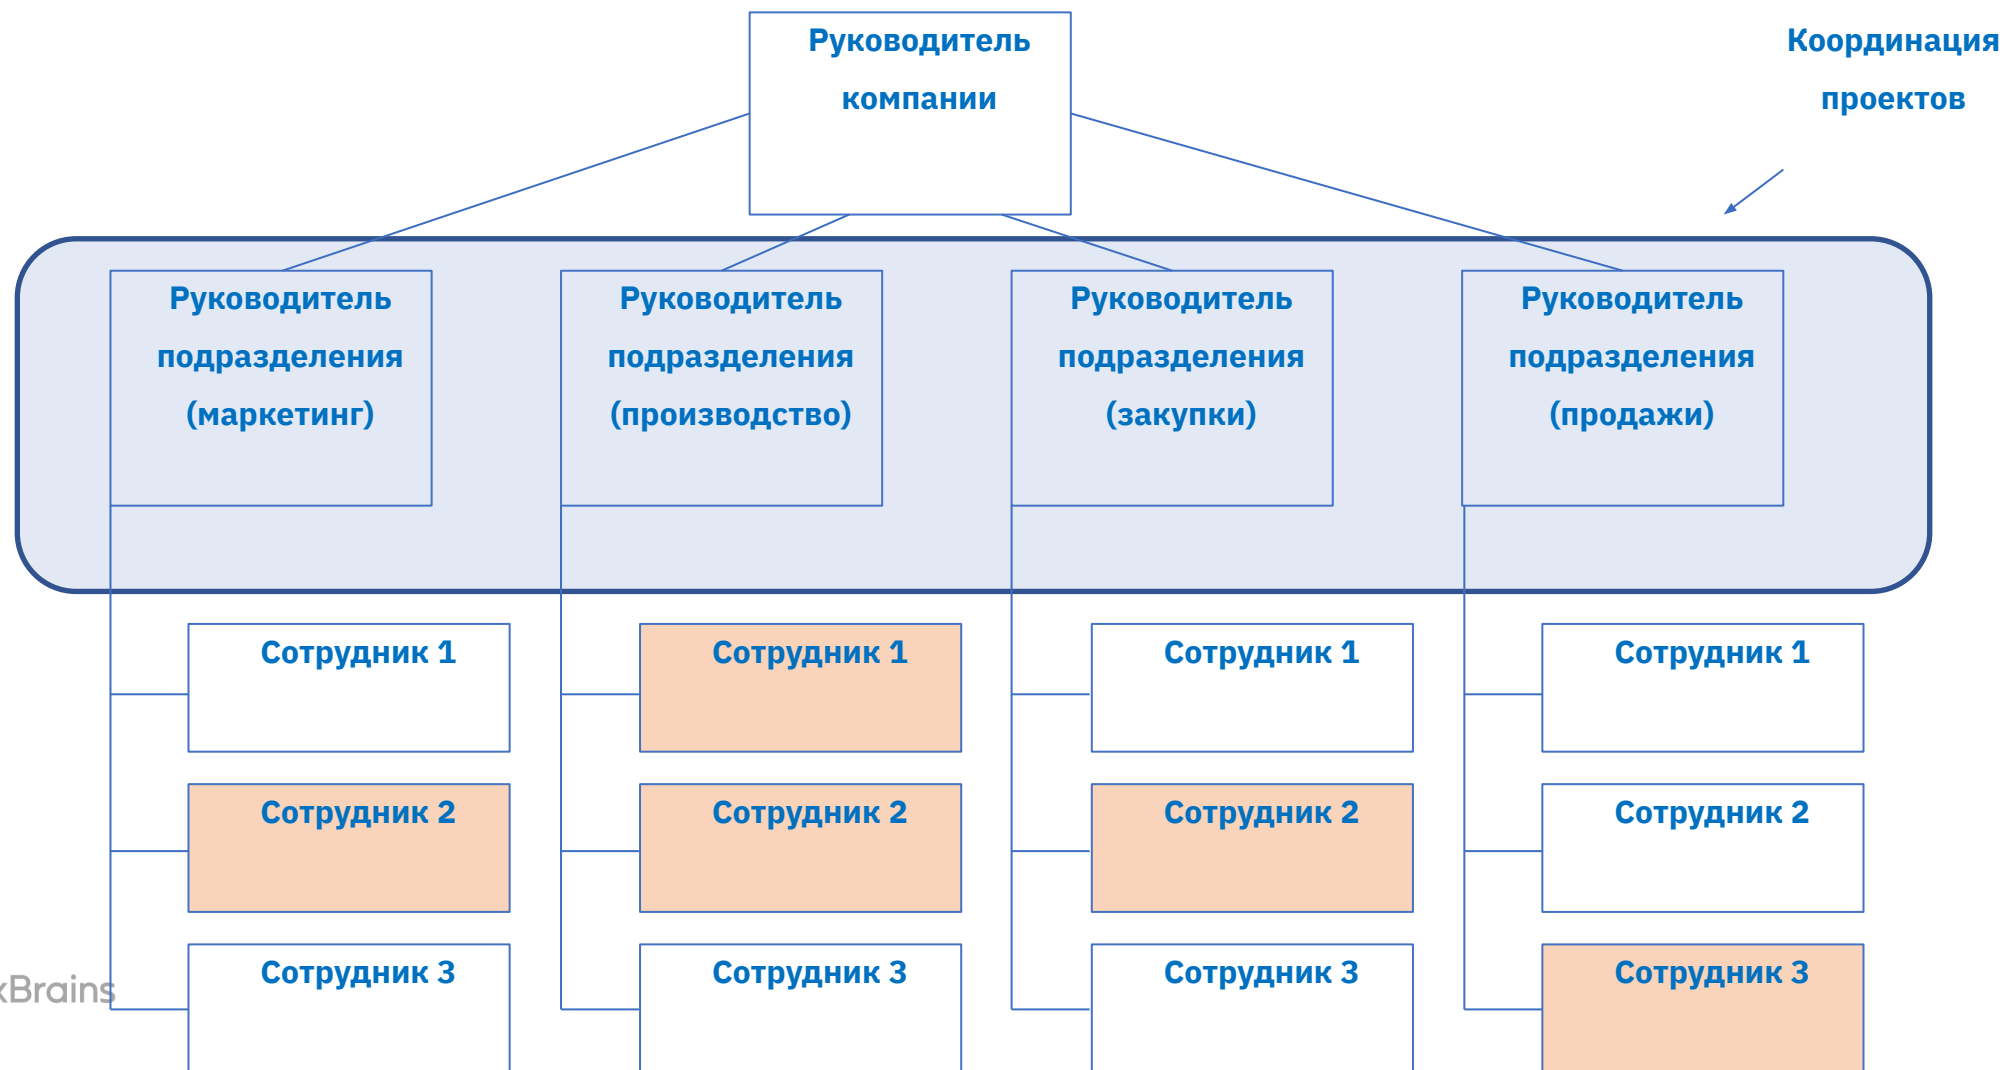 Руководитель
компании
Координация
проектов
Руководитель
подразделения
(маркетинг)
Руководитель
подразделения
(производство)
Руководитель
подразделения
(закупки)
Руководитель
подразделения
(продажи)
Сотрудник 1
Сотрудник 1
Сотрудник 1
Сотрудник 1
Сотрудник 2
Сотрудник 2
Сотрудник 2
Сотрудник 2
Сотрудник 3
Сотрудник 3
Сотрудник 3
Сотрудник 3